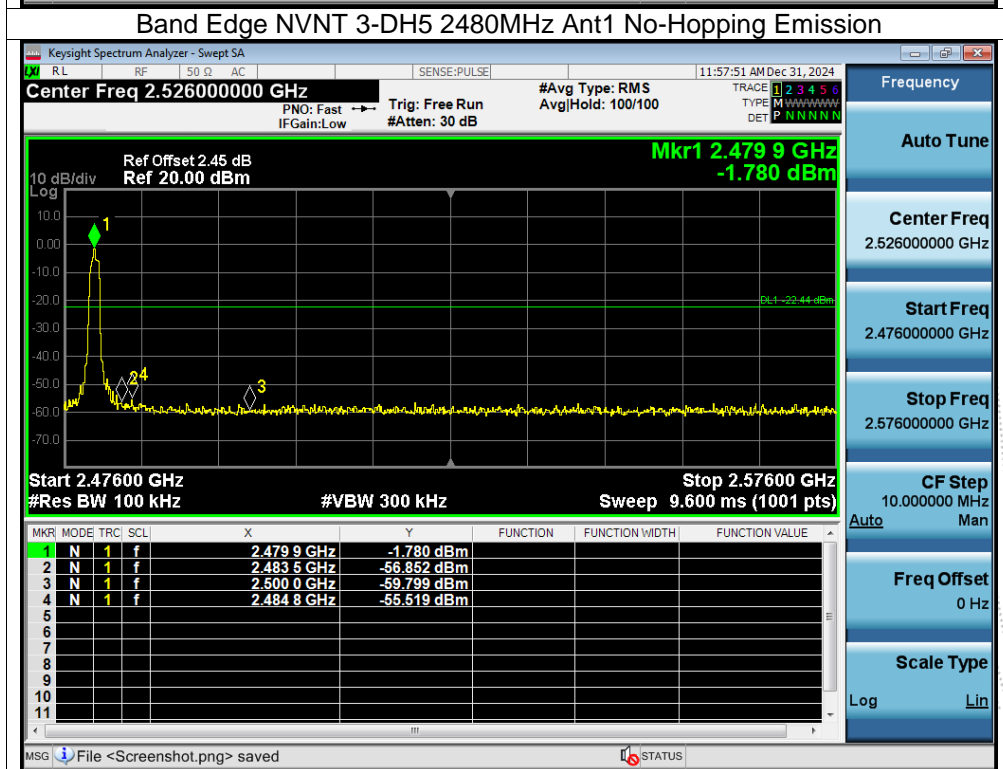 Band Edge NVNT 3-DH5 2480MHz Ant1 No-Hopping Emission
Keysight Spectrum Analyzer - Swept SA
LXI RL RF 50 Ω AC SENSE:PULSE 11:57:51 AM Dec 31, 2024
Center Freq 2.526000000 GHz #Avg Type: RMS TRACE 1 2 3 4 5 6
PNO: Fast Trig: Free Run Avg|Hold: 100/100 TYPE M WWWWW
IFGain:Low #Atten: 30 dB DET P N N N N N
Mkr1 2.479 9 GHz
-1.780 dBm
Ref Offset 2.45 dB
10 dB/div Ref 20.00 dBm
Log
10.0
1
0.00
-10.0
-20.0
DL1 -22.44 dBm
-30.0
-40.0
-50.0
2 4
3
-60.0
-70.0
Start 2.47600 GHz Stop 2.57600 GHz
#Res BW 100 kHz #VBW 300 kHz Sweep 9.600 ms (1001 pts)
MKR MODE TRC SCL X Y FUNCTION FUNCTION WIDTH FUNCTION VALUE
1 N 1 f 2.479 9 GHz -1.780 dBm
2 N 1 f 2.483 5 GHz -56.852 dBm
3 N 1 f 2.500 0 GHz -59.799 dBm
4 N 1 f 2.484 8 GHz -55.519 dBm
5
6
7
8
9
10
11
MSG File <Screenshot.png> saved STATUS
Frequency
Auto Tune
Center Freq
2.526000000 GHz
Start Freq
2.476000000 GHz
Stop Freq
2.576000000 GHz
CF Step
10.000000 MHz
Auto Man
Freq Offset
0 Hz
Scale Type
Log Lin